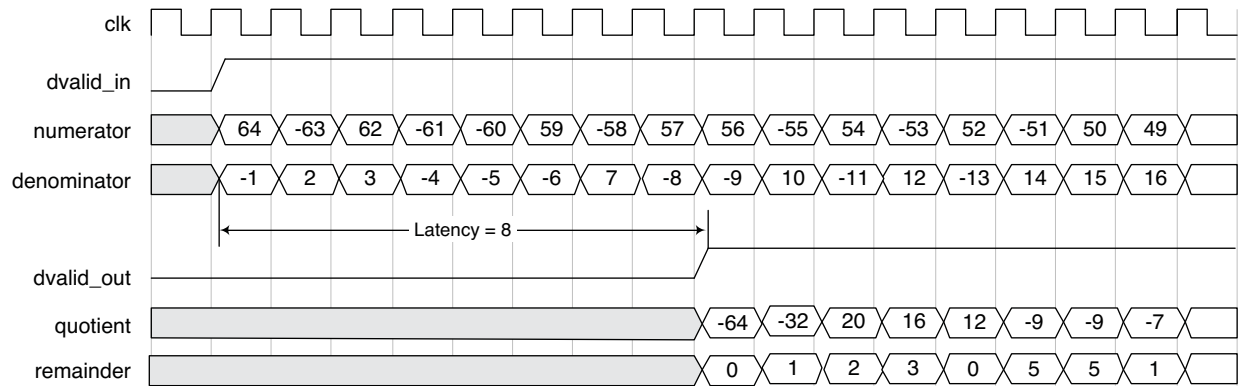 clk
dvalid_in
numerator 64 -63 62 -61 -60 59 -58 57 56 -55 54 -53 52 -51 50 49
denominator -1 2 3 -4 -5 -6 7 -8 -9 10 -11 12 -13 14 15 16
Latency = 8
dvalid_out
quotient -64 -32 20 16 12 -9 -9 -7
remainder 0 1 2 3 0 5 5 1